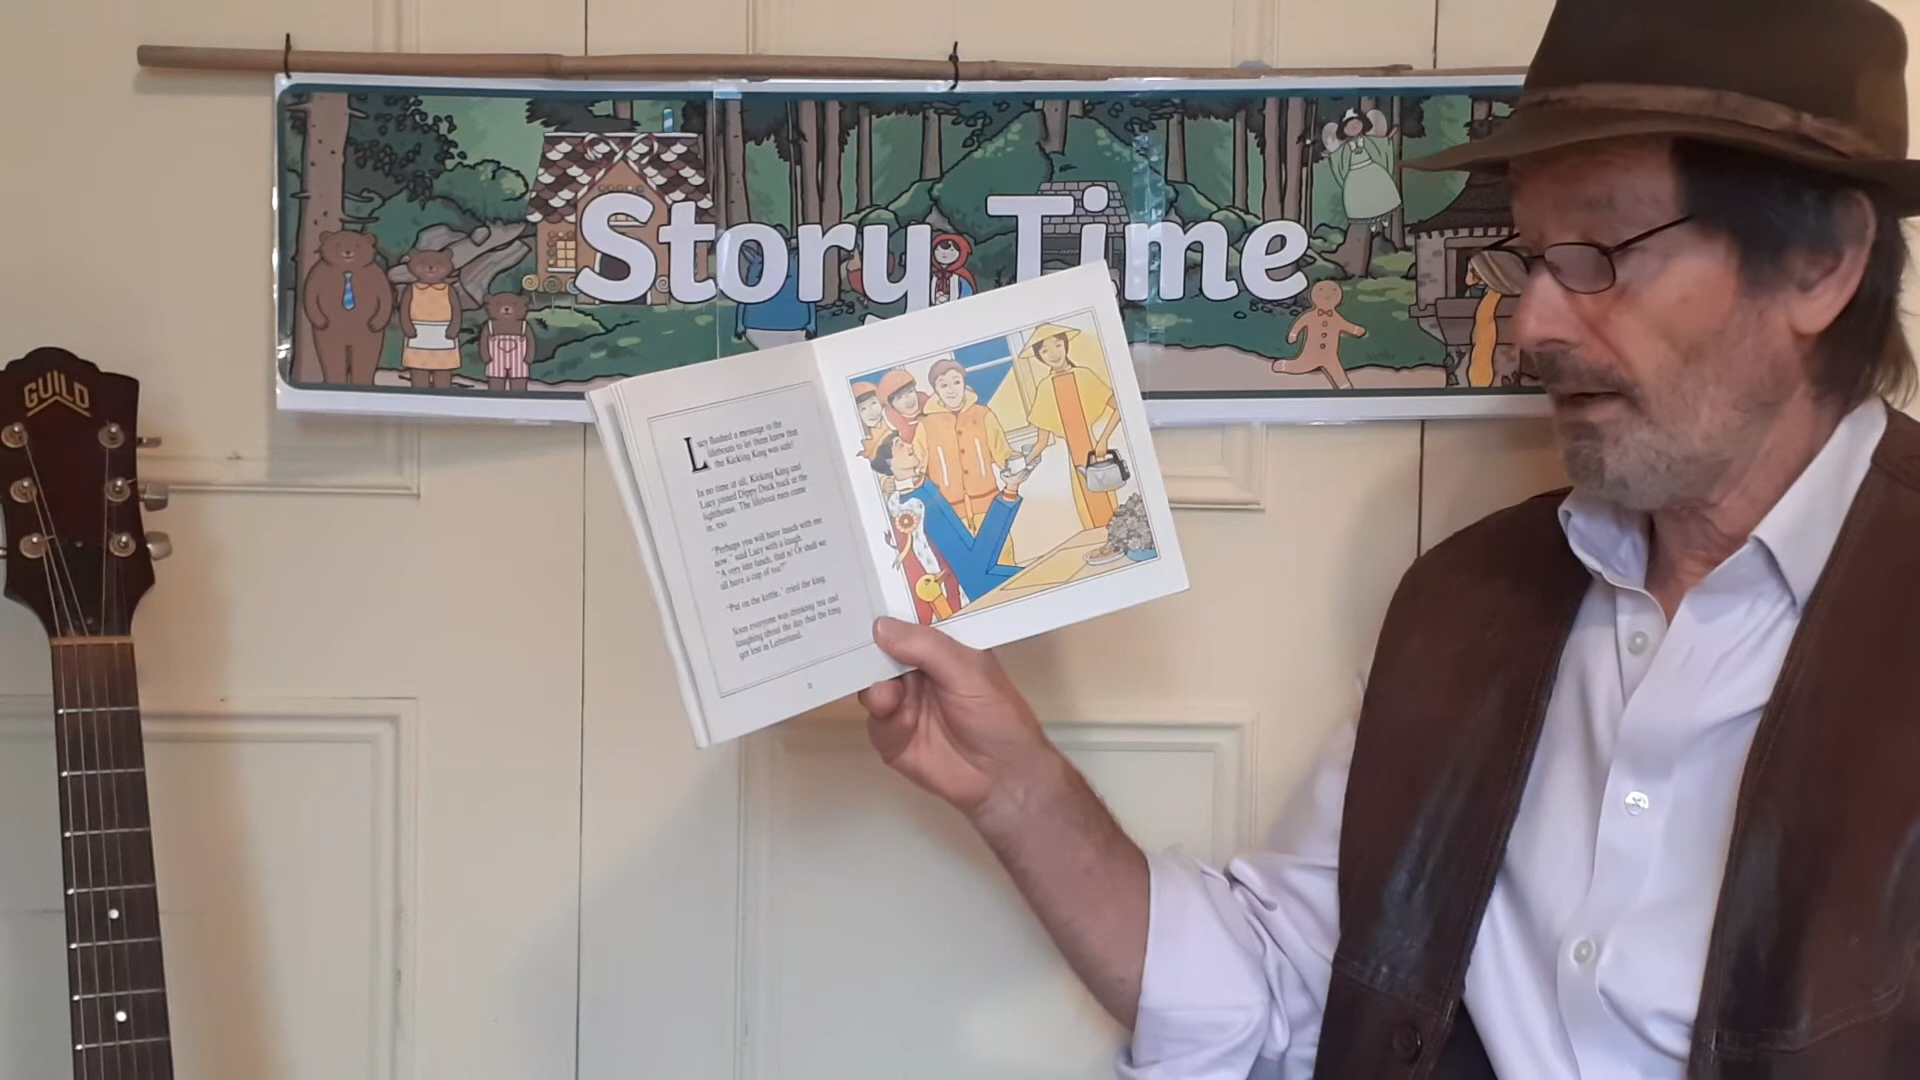 Story Time
GUILD
Lucy flashed a message to the
lifeboats to let them know that
the Kicking King was safe!
In no time at all, Kicking King and
Lucy joined Dippy Duck back at the
lighthouse. The lifeboat men came
in, too.
"Perhaps you will have lunch with me
now," said Lucy with a laugh.
"A very late lunch, that is! Or shall we
all have a cup of tea?"
"Put on the kettle," cried the king.
Soon everyone was drinking tea and
laughing about the day that the king
got lost in Letterland.